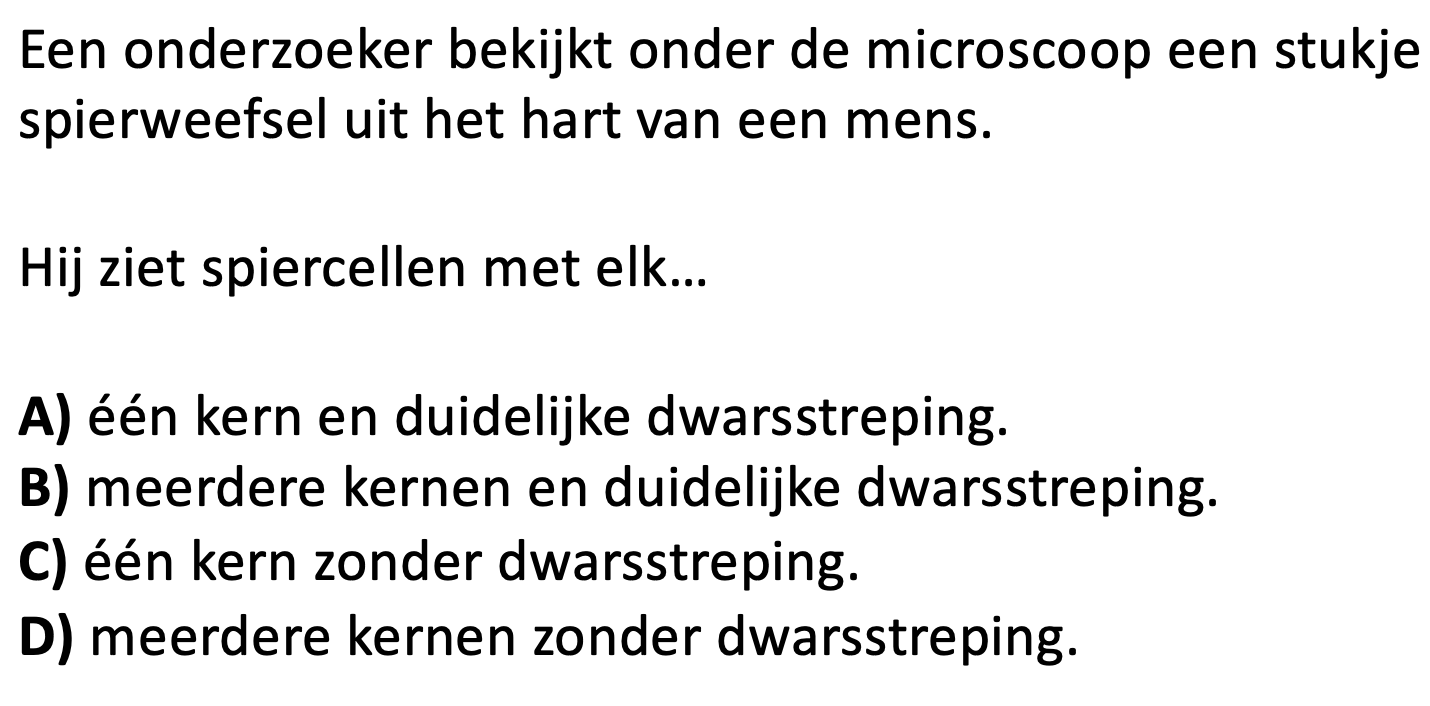 Een onderzoeker bekijkt onder de microscoop een stukje
spierweefsel uit het hart van een mens.
Hij ziet spiercellen met elk...
A) één kern en duidelijke dwarsstreping.
B) meerdere kernen en duidelijke dwarsstreping.
C) één kern zonder dwarsstreping.
D) meerdere kernen zonder dwarsstreping.